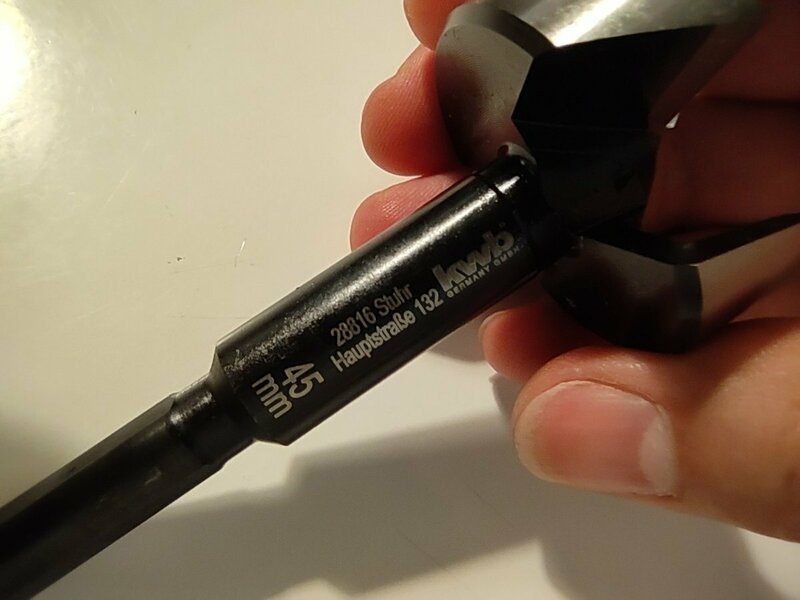 kwb
GERMANY GMBH
28816 Stuhr
Hauptstraße 132
45
mm